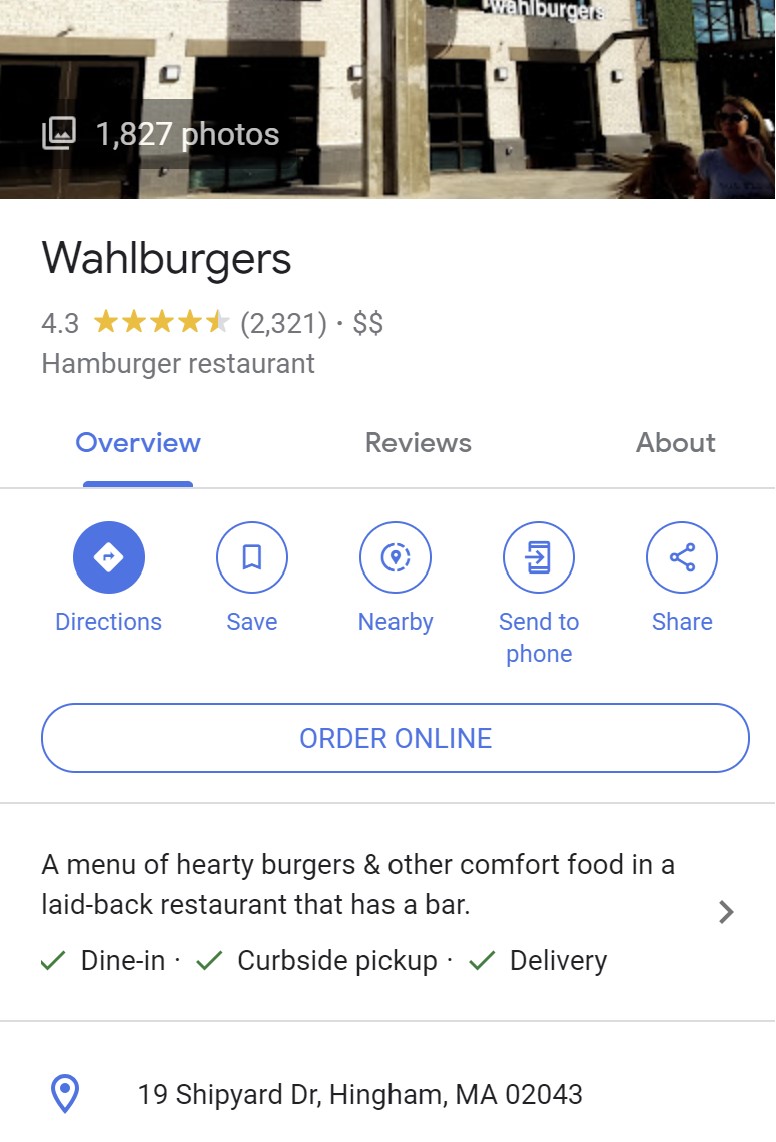 wahlburgers
1,827 photos
Wahlburgers
4.3 (2,321) · $$
Hamburger restaurant
Overview Reviews About
Directions Save Nearby Send to phone Share
ORDER ONLINE
A menu of hearty burgers & other comfort food in a
laid-back restaurant that has a bar.
Dine-in · Curbside pickup · Delivery
19 Shipyard Dr, Hingham, MA 02043